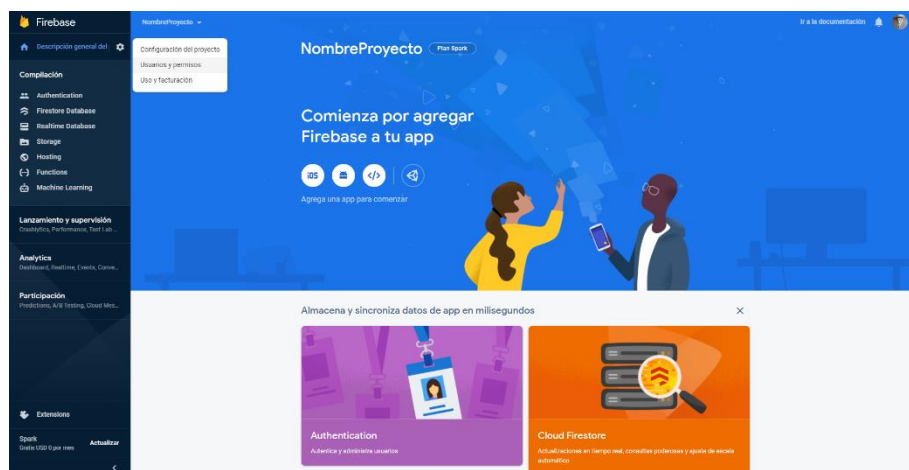 Firebase
NombreProyecto
Ir a la documentación
Descripción general del
Configuración del proyecto
Usuarios y permisos
Uso y facturación
NombreProyecto
Plan Spark
Compilación
Authentication
Firestore Database
Realtime Database
Storage
Hosting
Functions
Machine Learning
Comienza por agregar
Firebase a tu app
iOS
</>
Agrega una app para comenzar
Lanzamiento y supervisión
Crashlytics, Performance, Test Lab ...
Analytics
Dashboard, Realtime, Events, Conve...
Participación
Predictions, A/B Testing, Cloud Mes...
Extensions
Spark
Gratis USD 0 por mes
Actualizar
Almacena y sincroniza datos de app en milisegundos
Authentication
Autentica y administra usuarios
Cloud Firestore
Actualizaciones en tiempo real, consultas poderosas y ajuste de escala
automático